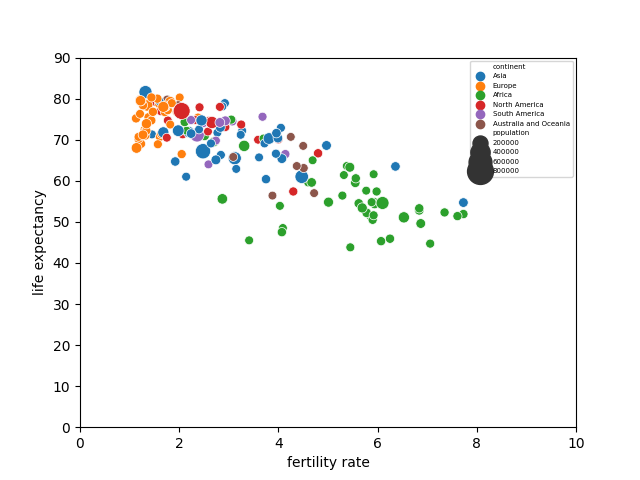 90
80
70
60
50
40
30
20
10
0
life expectancy
0 2 4 6 8 10
fertility rate
continent
Asia
Europe
Africa
North America
South America
Australia and Oceania
population
200000
400000
600000
800000